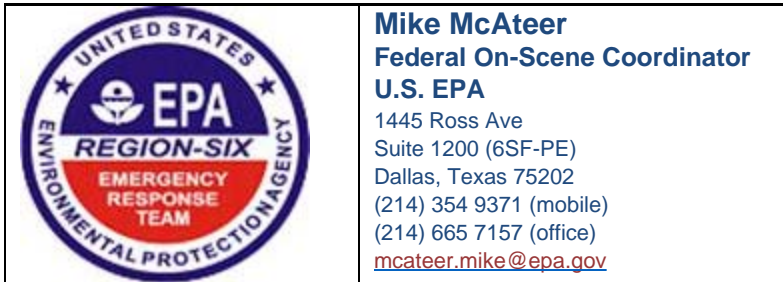 UNITED STATES
ENVIRONMENTAL PROTECTION AGENCY
EPA
REGION-SIX
EMERGENCY
RESPONSE
TEAM
Mike McAteer
Federal On-Scene Coordinator
U.S. EPA
1445 Ross Ave
Suite 1200 (6SF-PE)
Dallas, Texas 75202
(214) 354 9371 (mobile)
(214) 665 7157 (office)
mcateer.mike@epa.gov